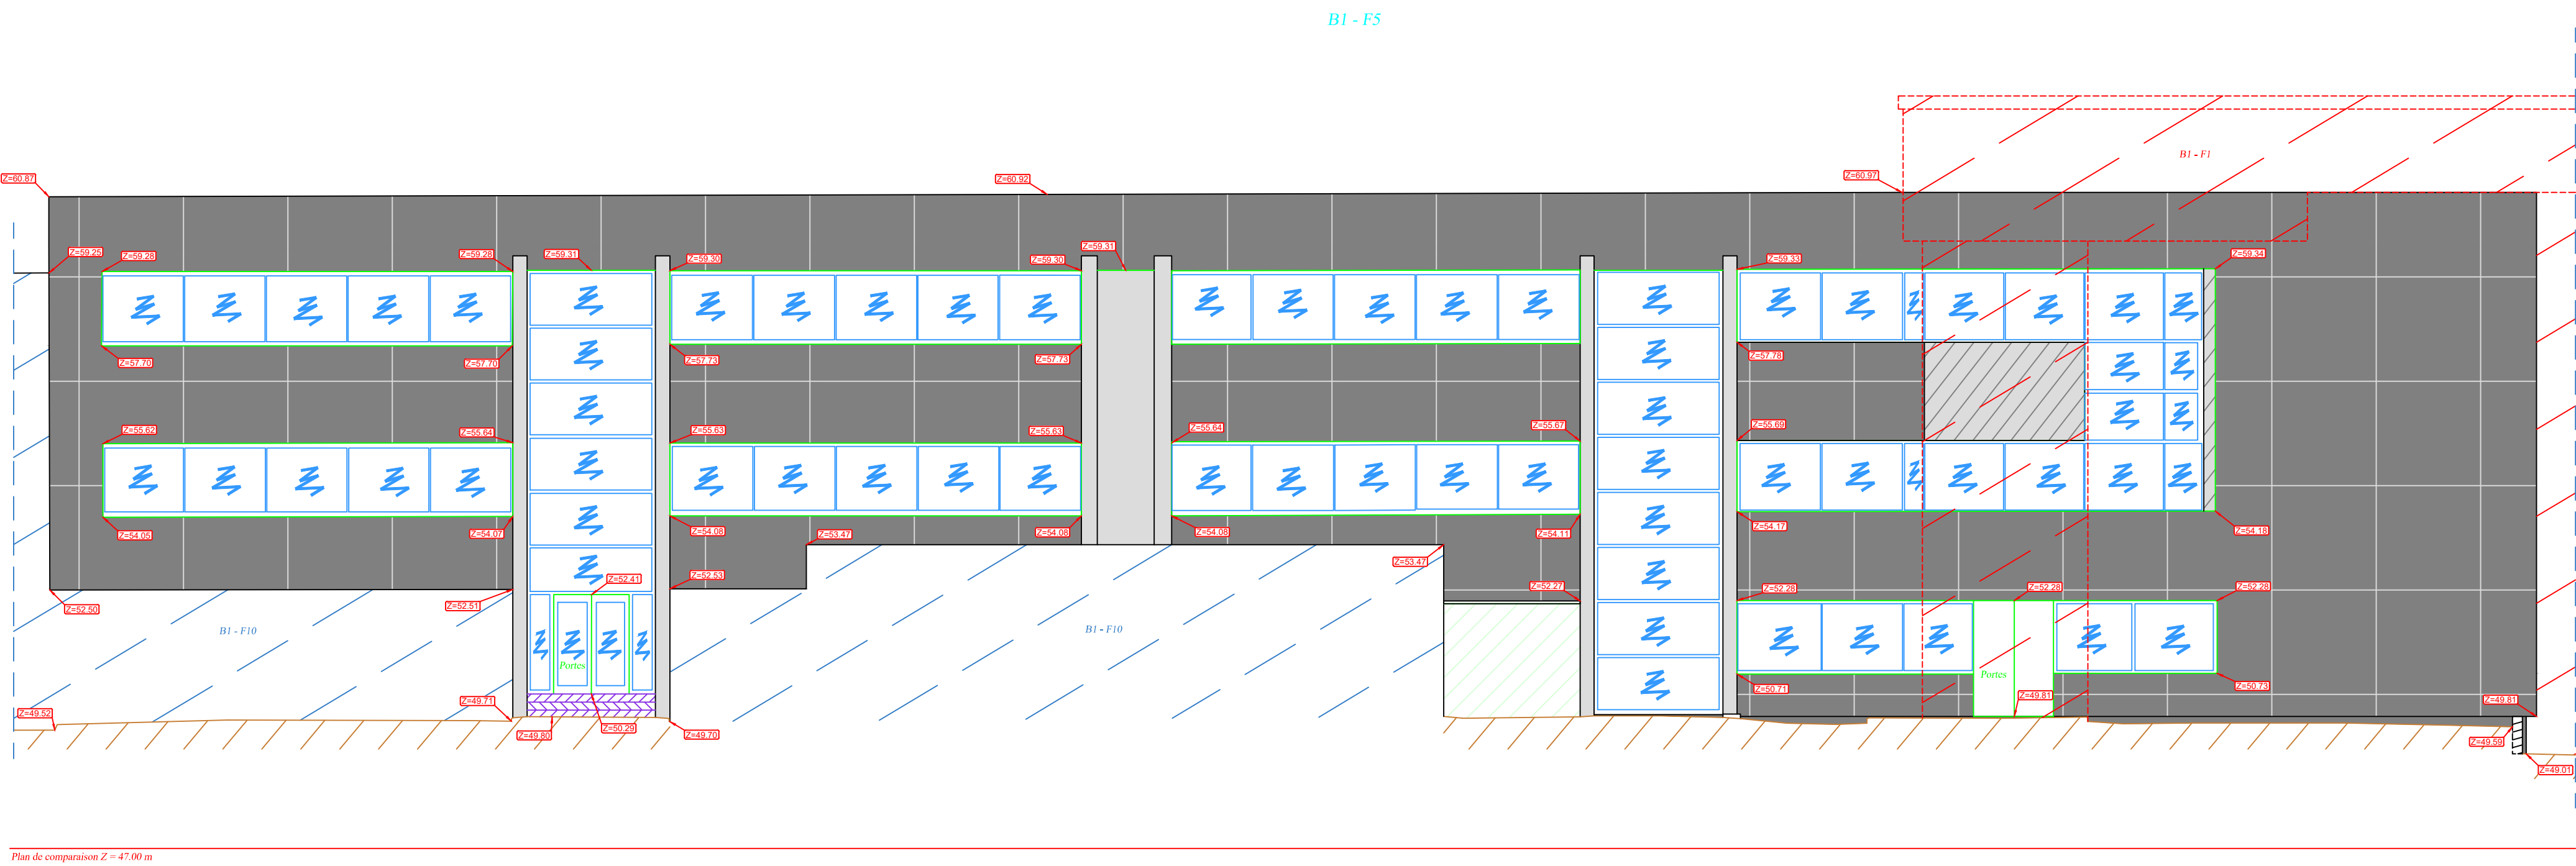 B1 - F5
B1 - F1
Z=60.87
Z=60.92
Z=60.97
Z=59.25
Z=59.28
Z=59.28
Z=59.31
Z=59.30
Z=59.30
Z=59.31
Z=59.33
Z=59.34
Z=57.70
Z=57.70
Z=57.73
Z=57.73
Z=57.78
Z=55.62
Z=55.64
Z=55.63
Z=55.63
Z=55.64
Z=55.67
Z=55.69
Z=54.05
Z=54.07
Z=54.08
Z=54.08
Z=54.08
Z=54.11
Z=54.17
Z=54.18
Z=53.47
Z=53.47
Z=52.50
Z=52.51
Z=52.41
Z=52.53
Z=52.27
Z=52.28
Z=52.28
Z=52.28
B1 - F10
B1 - F10
Portes
Portes
Z=49.52
Z=49.71
Z=49.80
Z=50.29
Z=49.70
Z=50.71
Z=49.81
Z=50.73
Z=49.81
Z=49.59
Z=49.01
Plan de comparaison Z = 47.00 m